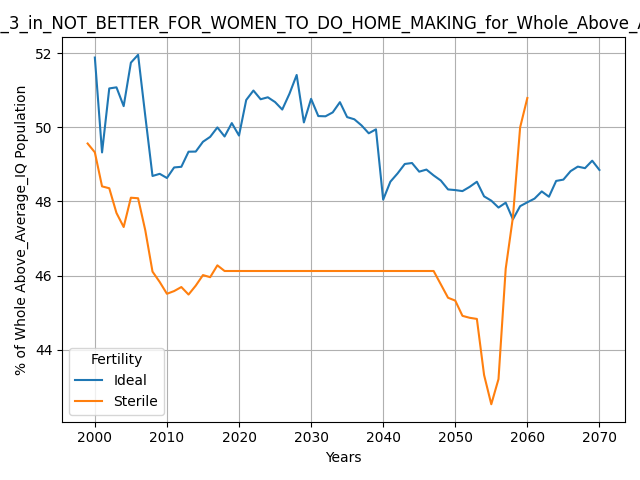 _3_in_NOT_BETTER_FOR_WOMEN_TO_DO_HOME_MAKING_for_Whole_Above_
% of Whole Above_Average_IQ Population
52
50
48
46
44
Fertility
Ideal
Sterile
2000 2010 2020 2030 2040 2050 2060 2070
Years